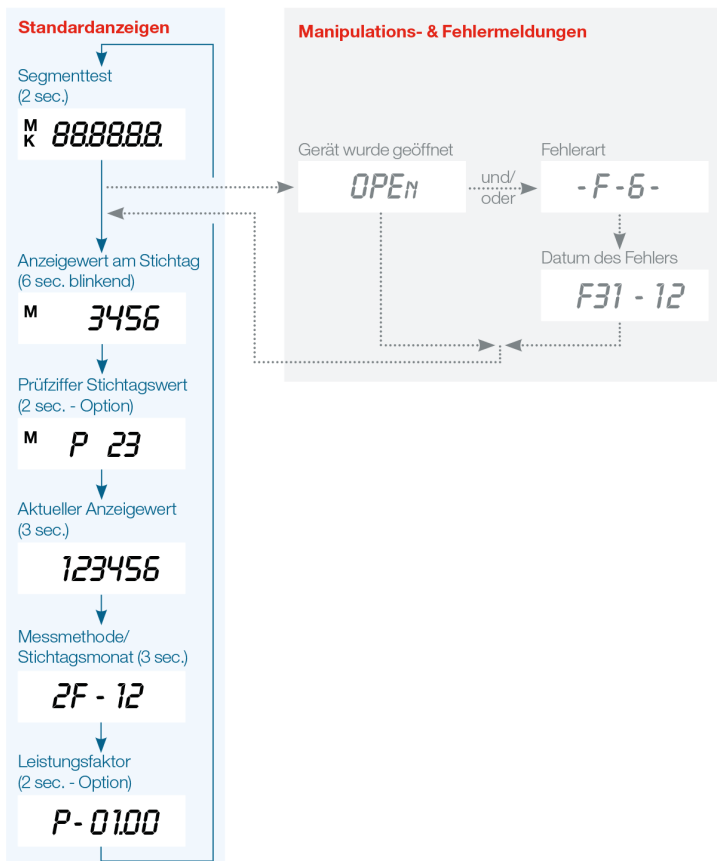 Standardanzeigen
Segmenttest
(2 sec.)
M
K
888888.
Anzeigewert am Stichtag
(6 sec. blinkend)
M 3456
Prüfziffer Stichtagswert
(2 sec. - Option)
M P 23
Aktueller Anzeigewert
(3 sec.)
123456
Messmethode/
Stichtagsmonat (3 sec.)
2F - 12
Leistungsfaktor
(2 sec. - Option)
P - 01.00
Manipulations- & Fehlermeldungen
Gerät wurde geöffnet
OPEn
und/
oder
Fehlerart
- F - 6 -
Datum des Fehlers
F31 - 12